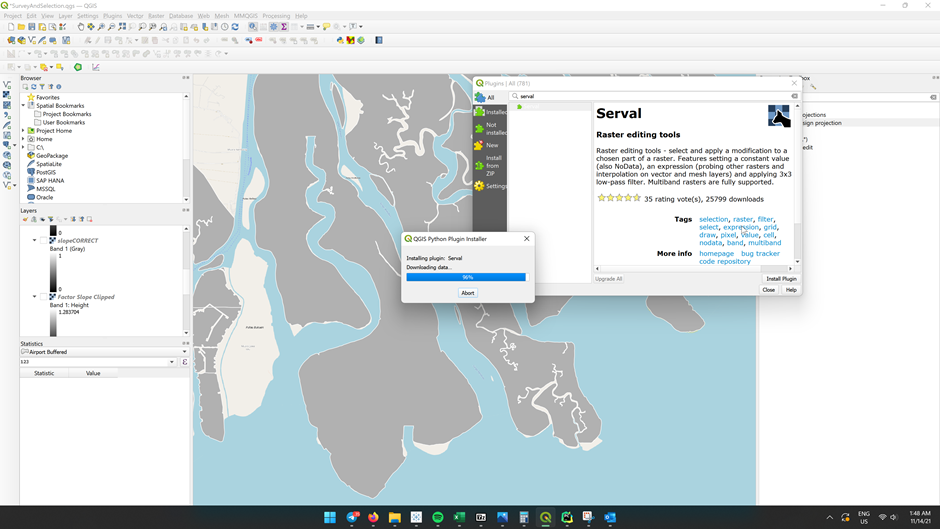 *SurveyAndSelection.qgs — QGIS
Project Edit View Layer Settings Plugins Vector Raster Database Web Mesh MMQGIS Processing Help
Browser
Favorites
Spatial Bookmarks
Project Bookmarks
User Bookmarks
Project Home
Home
C:\
GeoPackage
SpatiaLite
PostGIS
SAP HANA
MSSQL
Oracle
Layers
0
slopeCORRECT
Band 1 (Gray)
1
0
Factor Slope Clipped
Band 1: Height
1.283704
Statistics
Airport Buffered
123
Statistic Value
Plugins | All (781)
All
Installed
Not installed
New
Install from ZIP
Settings
serval
Serval
Raster editing tools
Raster editing tools - select and apply a modification to a
chosen part of a raster. Features setting a constant value
(also NoData), an expression (probing other rasters and
interpolation on vector and mesh layers) and applying 3x3
low-pass filter. Multiband rasters are fully supported.
35 rating vote(s), 25799 downloads
Tags selection, raster, filter,
select, expression, grid,
draw, pixel, value, cell,
nodata, band, multiband
More info homepage bug tracker
code repository
Upgrade All
Install Plugin
Close Help
QGIS Python Plugin Installer
Installing plugin: Serval
Downloading data...
96%
Abort
ojections
sign projection
edit
ENG
US
1:48 AM
11/14/21